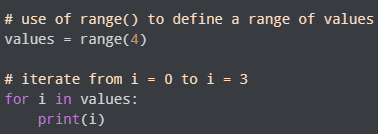 # use of range() to define a range of values
values = range(4)
# iterate from i = 0 to i = 3
for i in values:
    print(i)